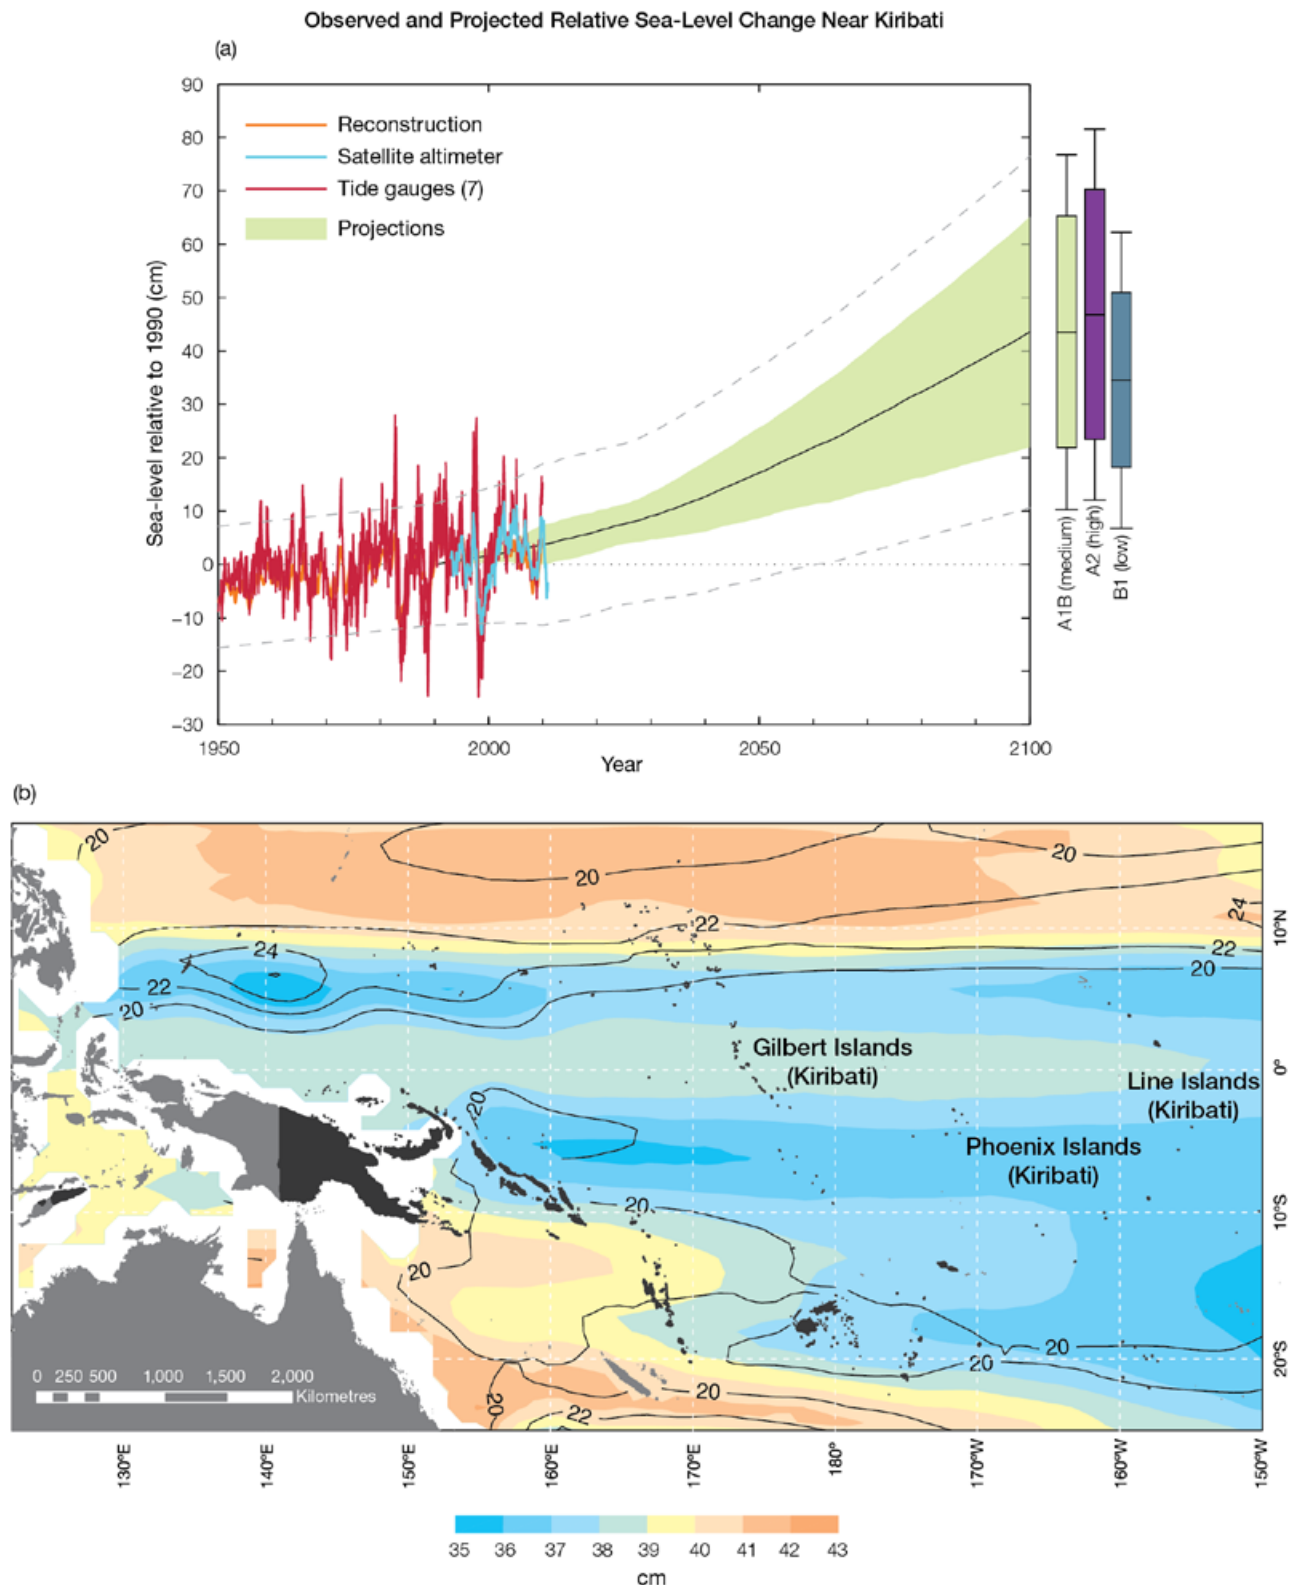 Observed and Projected Relative Sea-Level Change Near Kiribati
(a)
90
80
70
60
50
40
30
20
10
0
−10
−20
−30
Sea-level relative to 1990 (cm)
Reconstruction
Satellite altimeter
Tide gauges (7)
Projections
1950
2000
2050
2100
Year
A1B (medium)
A2 (high)
B1 (low)
(b)
20
20
20
24
22
22
24
10°N
22
20
22
20
Gilbert Islands
(Kiribati)
0°
Line Islands
(Kiribati)
20
Phoenix Islands
(Kiribati)
20
10°S
20
20
20
20°S
0 250 500 1,000 1,500 2,000
Kilometres
20
20
22
130°E
140°E
150°E
160°E
170°E
180°
170°W
160°W
150°W
35 36 37 38 39 40 41 42 43
cm